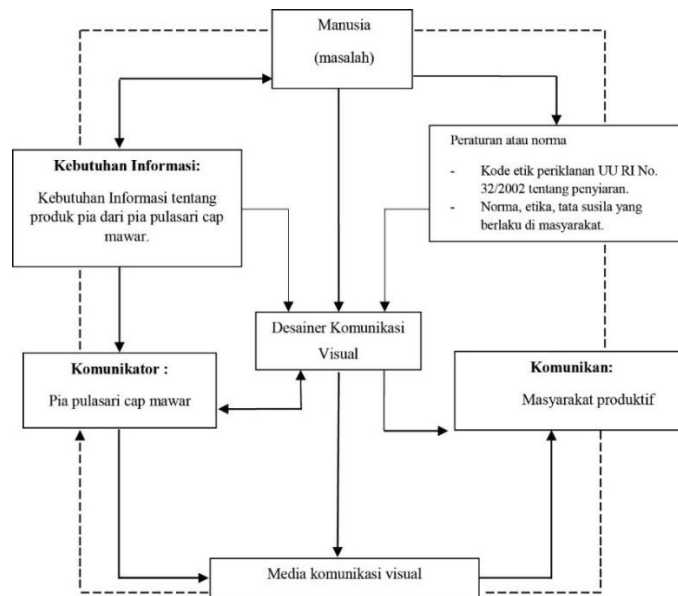 Manusia
(masalah)
Kebutuhan Informasi:
Kebutuhan Informasi tentang
produk pia dari pia pulasari cap
mawar.
Peraturan atau norma
- Kode etik periklanan UU RI No.
32/2002 tentang penyiaran.
- Norma, etika, tata susila yang
berlaku di masyarakat.
Desainer Komunikasi
Visual
Komunikator :
Pia pulasari cap mawar
Komunikan:
Masyarakat produktif
Media komunikasi visual